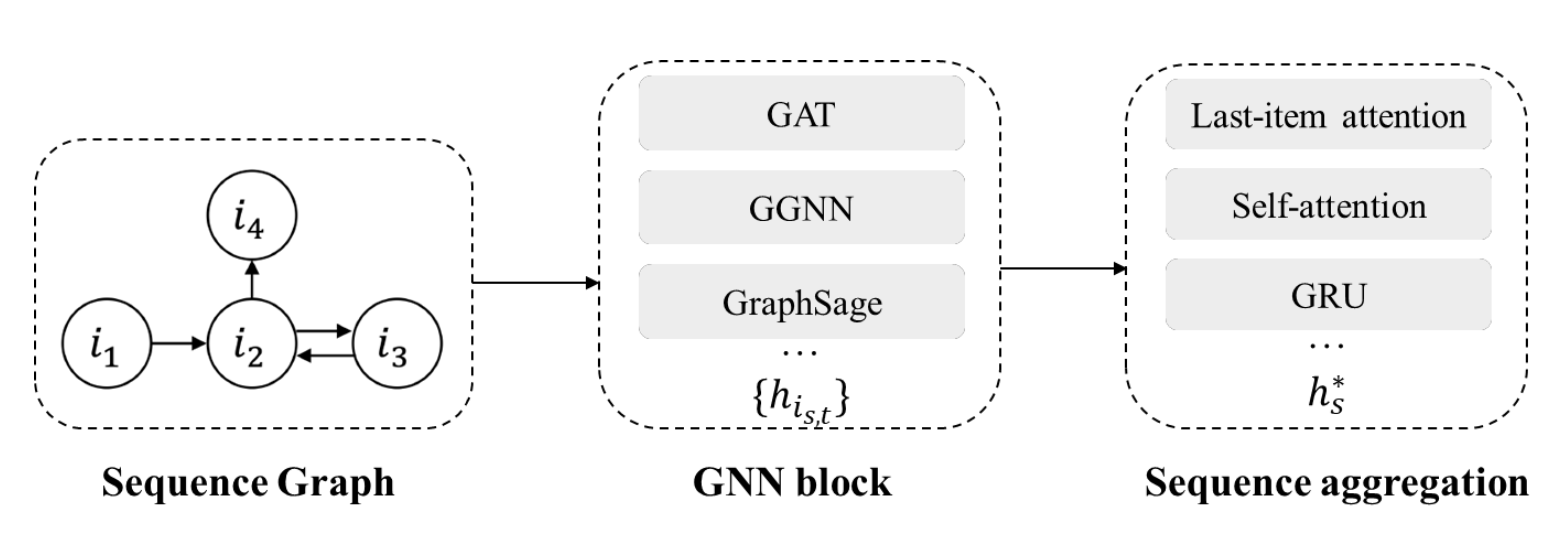 i₄
i₁ i₂ i₃
Sequence Graph
GAT
GGNN
GraphSage
...
{h_{i_{s,t}}}
GNN block
Last-item attention
Self-attention
GRU
...
h_s^*
Sequence aggregation